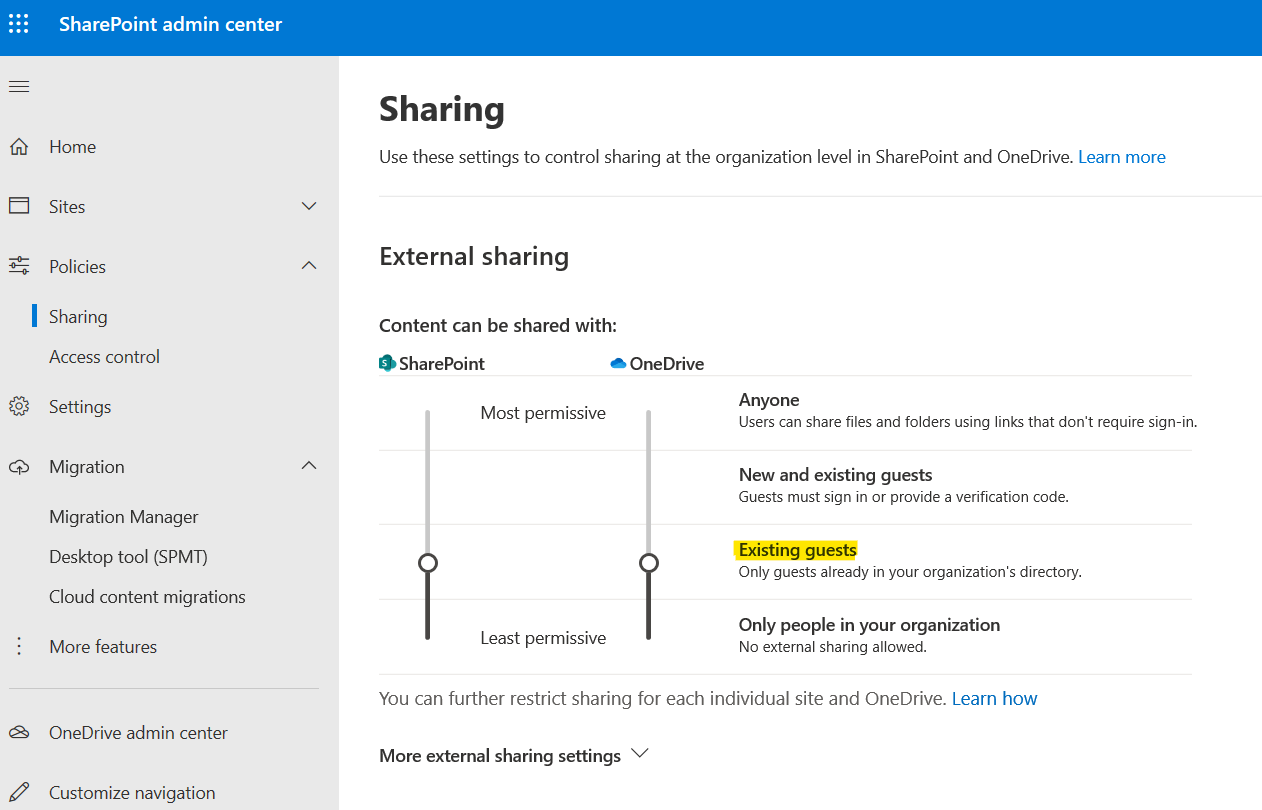 SharePoint admin center
Home
Sites
Policies
Sharing
Access control
Settings
Migration
Migration Manager
Desktop tool (SPMT)
Cloud content migrations
More features
OneDrive admin center
Customize navigation
Sharing
Use these settings to control sharing at the organization level in SharePoint and OneDrive. Learn more
External sharing
Content can be shared with:
S SharePoint
OneDrive
Most permissive
Anyone
Users can share files and folders using links that don't require sign-in.
New and existing guests
Guests must sign in or provide a verification code.
Existing guests
Only guests already in your organization's directory.
Least permissive
Only people in your organization
No external sharing allowed.
You can further restrict sharing for each individual site and OneDrive. Learn how
More external sharing settings